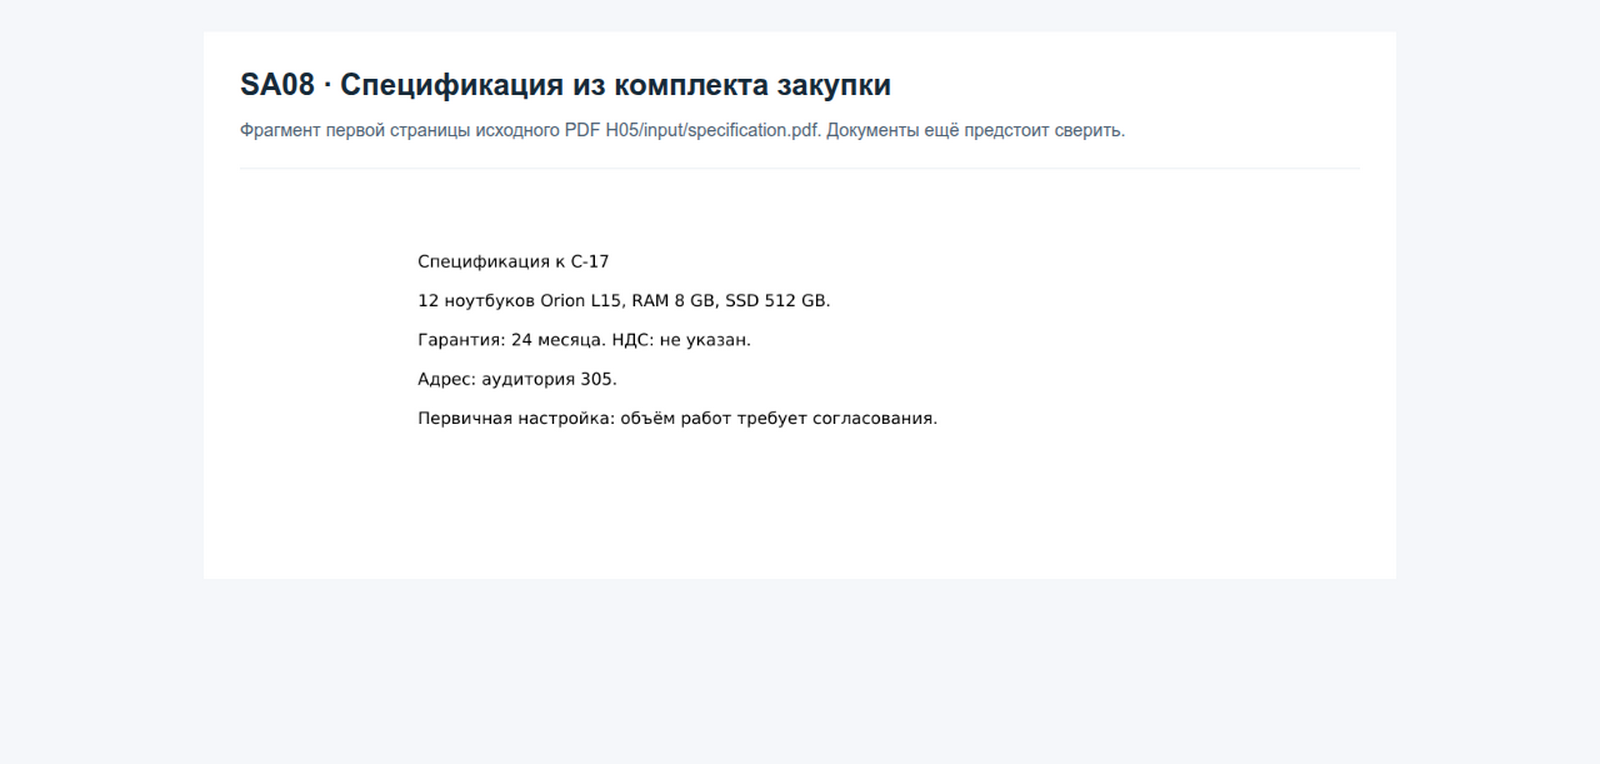 SA08 · Спецификация из комплекта закупки
Фрагмент первой страницы исходного PDF H05/input/specification.pdf. Документы ещё предстоит сверить.
Спецификация к С-17
12 ноутбуков Orion L15, RAM 8 GB, SSD 512 GB.
Гарантия: 24 месяца. НДС: не указан.
Адрес: аудитория 305.
Первичная настройка: объём работ требует согласования.